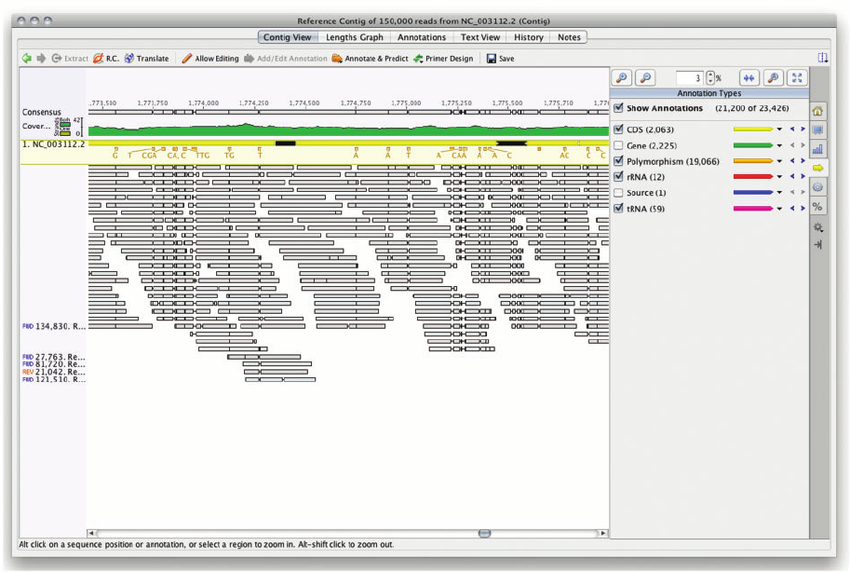 Reference Contig of 150,000 reads from NC_003112.2 (Contig)
Contig View Lengths Graph Annotations Text View History Notes
Extract R.C. Translate Allow Editing Add/Edit Annotation Annotate & Predict Primer Design Save
3 %
Annotation Types
Show Annotations (21,200 of 23,426)
CDS (2,063)
Gene (2,225)
Polymorphism (19,066)
rRNA (12)
Source (1)
tRNA (59)
1,773,500 1,773,750 1,774,000 1,774,250 1,774,500 1,774,750 1,775,000 1,775,250 1,775,500 1,775,750
Consensus
Cover... 42
0
1. NC_003112.2
G T CGA CA,C TTG TG T A A T A CAA A A C AC C C
FWD 134,830. R...
FWD 27,763. Re...
FWD 81,720. Re...
REV 21,042. Re...
FWD 121,510. R...
Alt click on a sequence position or annotation, or select a region to zoom in. Alt-shift click to zoom out.